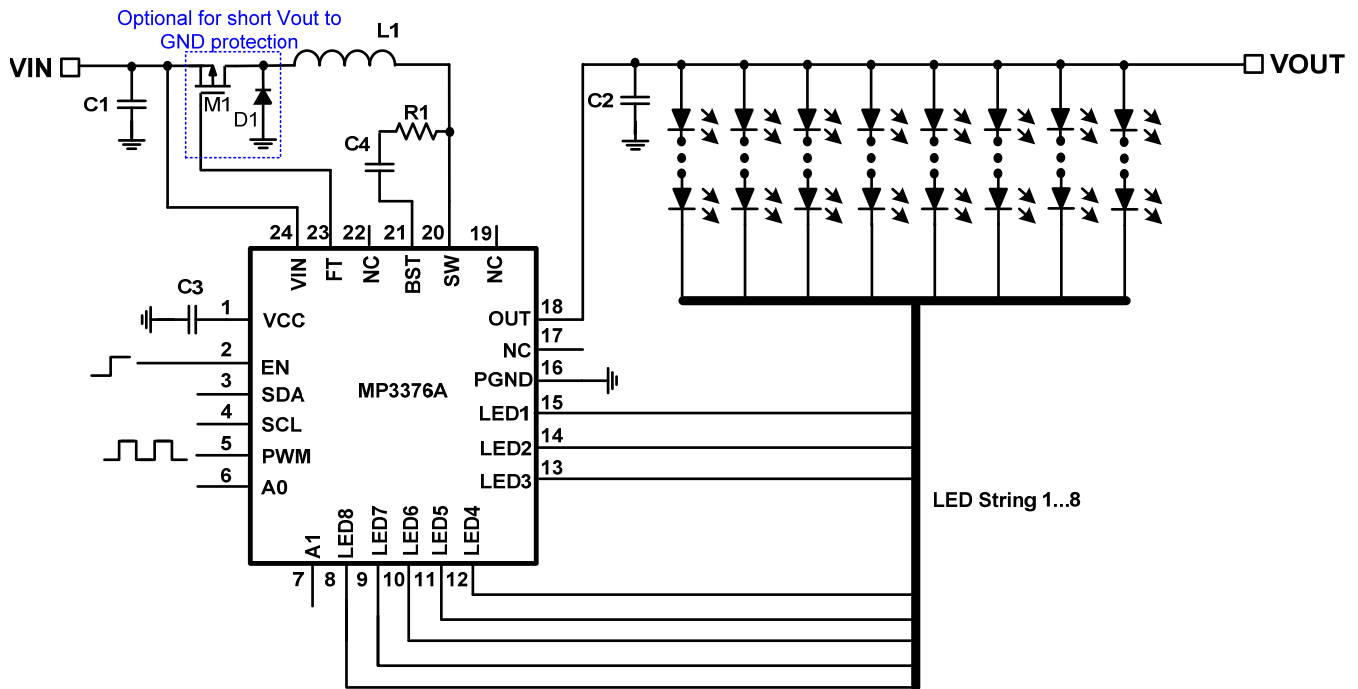 Optional for short Vout to
GND protection
L1
VIN
VOUT
C1
M1
D1
R1
C2
C4
24 23 22 21 20 19
VIN FT NC BST SW NC
C3
1 VCC
2 EN
3 SDA
4 SCL
5 PWM
6 A0
MP3376A
OUT 18
NC 17
PGND 16
LED1 15
LED2 14
LED3 13
LED String 1...8
A1 LED8 LED7 LED6 LED5 LED4
7 8 9 10 11 12